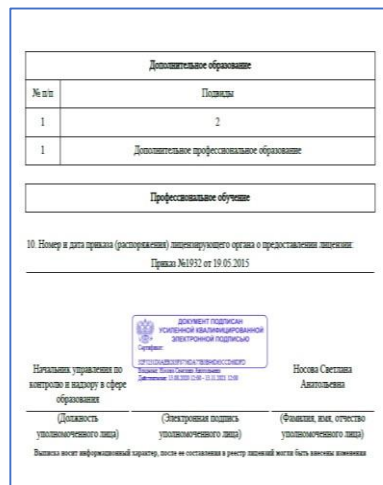 Дополнительное образование
№ п/п Подвиды
1 2
1 Дополнительное профессиональное образование
Профессиональное обучение
10. Номер и дата приказа (распоряжения) лицензирующего органа о предоставлении лицензии:
Приказ №1932 от 19.05.2015
ДОКУМЕНТ ПОДПИСАН
УСИЛЕННОЙ КВАЛИФИЦИРОВАННОЙ
ЭЛЕКТРОННОЙ ПОДПИСЬЮ
Сертификат:
Владелец: Носова Светлана Анатольевна
Действителен:
Начальник управления по
контролю и надзору в сфере
образования
Носова Светлана
Анатольевна
(Должность
уполномоченного лица)
(Электронная подпись
уполномоченного лица)
(Фамилия, имя, отчество
уполномоченного лица)
Выписка носит информационный характер, после ее составления в реестр лицензий могли быть внесены изменения